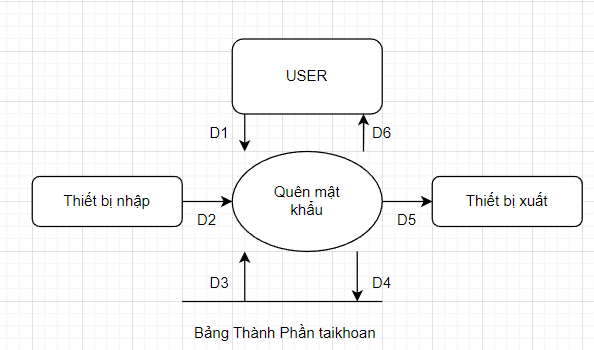 USER
D1
D6
Quên mật
khẩu
Thiết bị nhập
Thiết bị xuất
D2
D5
D3
D4
Bảng Thành Phần taikhoan